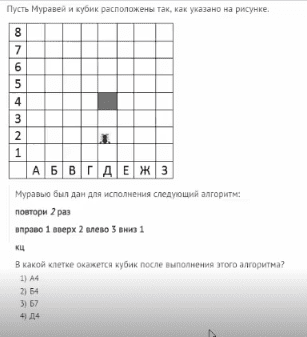 Пусть Муравей и кубик расположены так, как указано на рисунке.
8
7
6
5
4
3
2
1
А Б В Г Д Е Ж З
Муравью был дан для исполнения следующий алгоритм:
повтори 2 раз
вправо 1 вверх 2 влево 3 вниз 1
кц
В какой клетке окажется кубик после выполнения этого алгоритма?
1) А4
2) Б4
3) Б7
4) Д4